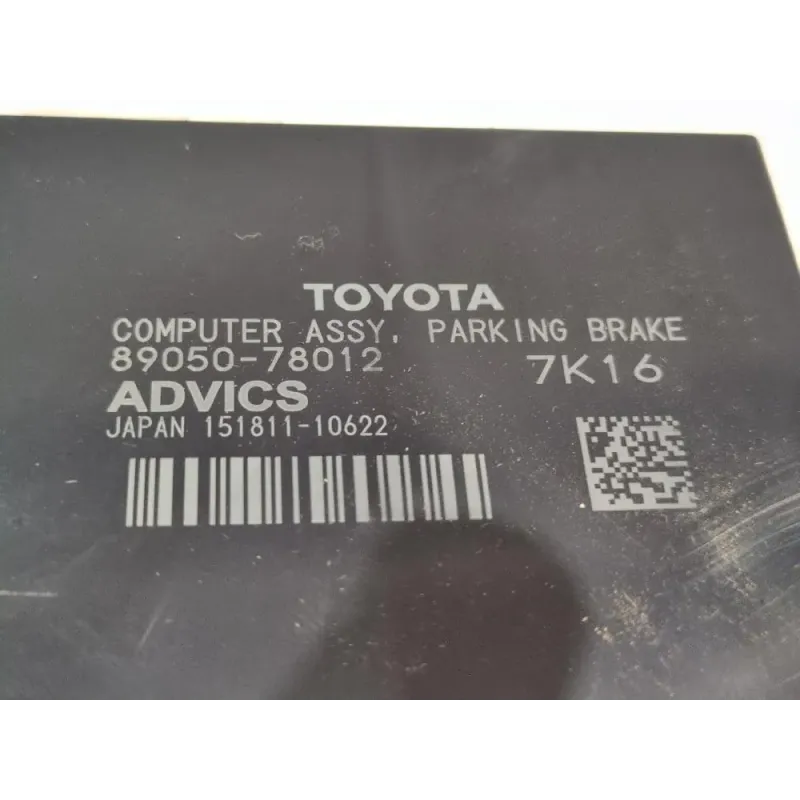 TOYOTA
COMPUTER ASSY, PARKING BRAKE
89050-78012 7K16
ADVICS
JAPAN 151811-10622